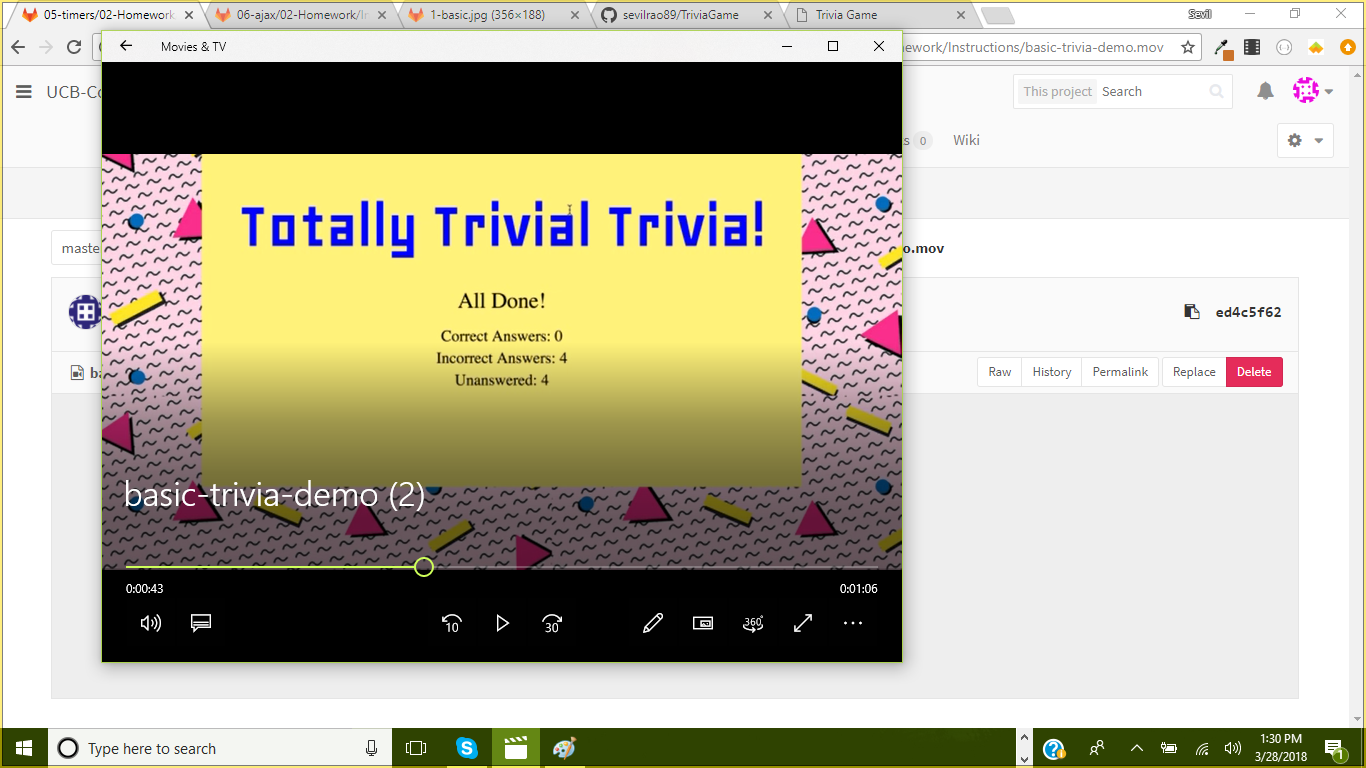 05-timers/02-Homework
06-ajax/02-Homework/In
1-basic.jpg (356×188)
sevilrao89/TriviaGame
Trivia Game
Sevil
Movies & TV
ework/Instructions/basic-trivia-demo.mov
UCB-Co
This project
Search
s 0
Wiki
maste
o.mov
ed4c5f62
ba
Raw
History
Permalink
Replace
Delete
Totally Trivial Trivia!
All Done!
Correct Answers: 0
Incorrect Answers: 4
Unanswered: 4
basic-trivia-demo (2)
0:00:43
0:01:06
10
30
360°
Type here to search
1:30 PM
3/28/2018
1